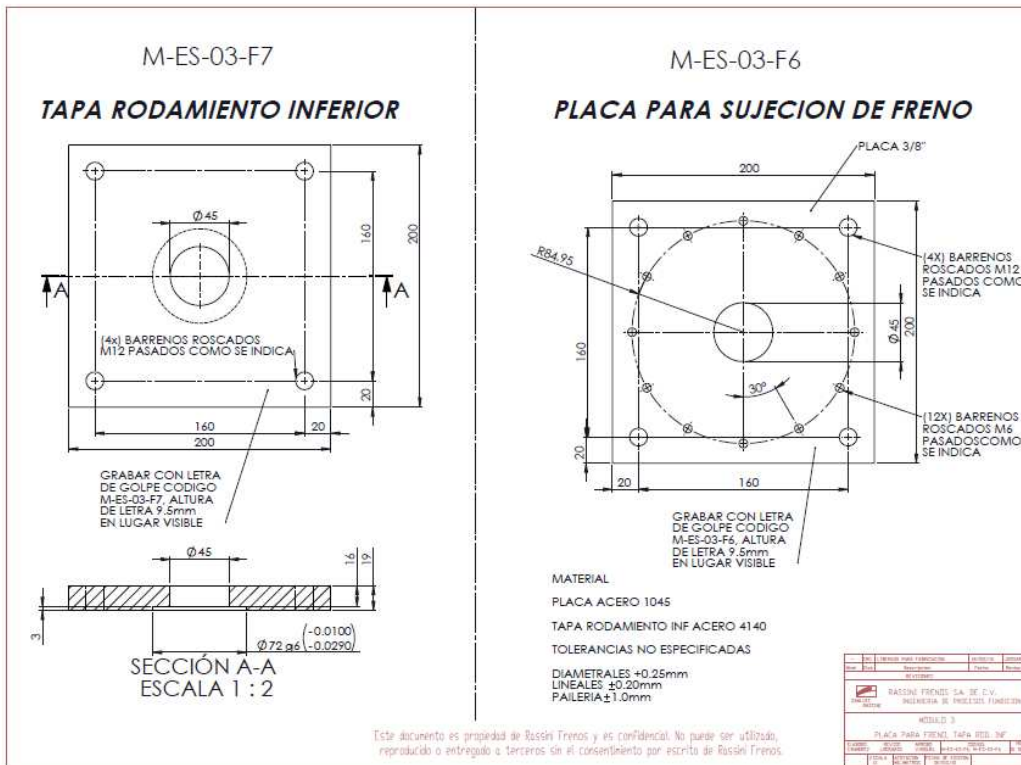 M-ES-03-F7
TAPA RODAMIENTO INFERIOR
Ø45
160
200
A
A
(4x) BARRENOS ROSCADOS
M12 PASADOS COMO SE INDICA
20
160
20
200
GRABAR CON LETRA
DE GOLPE CODIGO
M-ES-03-F7, ALTURA
DE LETRA 9.5mm
EN LUGAR VISIBLE
Ø45
16
19
3
Ø72 g6 (-0.0100
-0.0290)
SECCIÓN A-A
ESCALA 1 : 2
M-ES-03-F6
PLACA PARA SUJECION DE FRENO
PLACA 3/8"
200
R84.95
(4X) BARRENOS
ROSCADOS M12
PASADOS COMO
SE INDICA
Ø45
200
160
30°
(12X) BARRENOS
ROSCADOS M6
PASADOSCOMO
SE INDICA
20
20
160
GRABAR CON LETRA
DE GOLPE CODIGO
M-ES-03-F6, ALTURA
DE LETRA 9.5mm
EN LUGAR VISIBLE
MATERIAL
PLACA ACERO 1045
TAPA RODAMIENTO INF ACERO 4140
TOLERANCIAS NO ESPECIFICADAS
DIAMETRALES +0.25mm
LINEALES ±0.20mm
PAILERIA±1.0mm
Este documento es propiedad de Rassini Frenos y es confidencial. No puede ser utilizado,
reproducido o entregado a terceros sin el consentimiento por escrito de Rassini Frenos.
RASSINI FRENOS S.A. DE C.V.
INGENIERIA DE PROCESOS FUNDICION
MODULO 3
PLACA PARA FRENO, TAPA ROD. INF